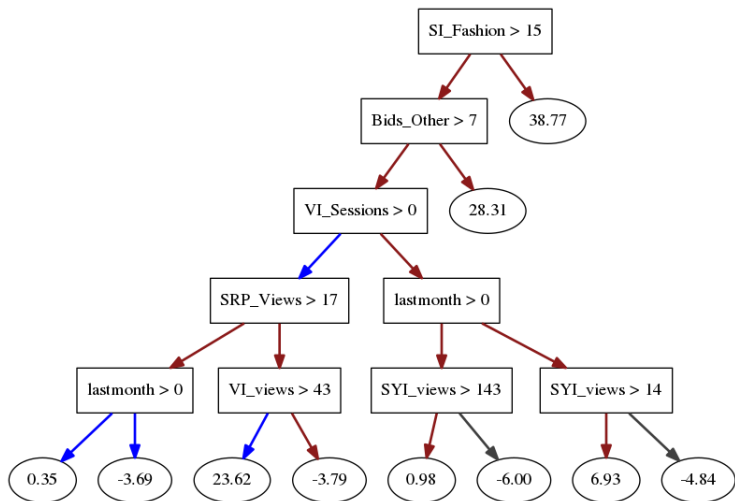 SI_Fashion > 15
Bids_Other > 7
38.77
VI_Sessions > 0
28.31
SRP_Views > 17
lastmonth > 0
lastmonth > 0
VI_views > 43
SYI_views > 143
SYI_views > 14
0.35
-3.69
23.62
-3.79
0.98
-6.00
6.93
-4.84